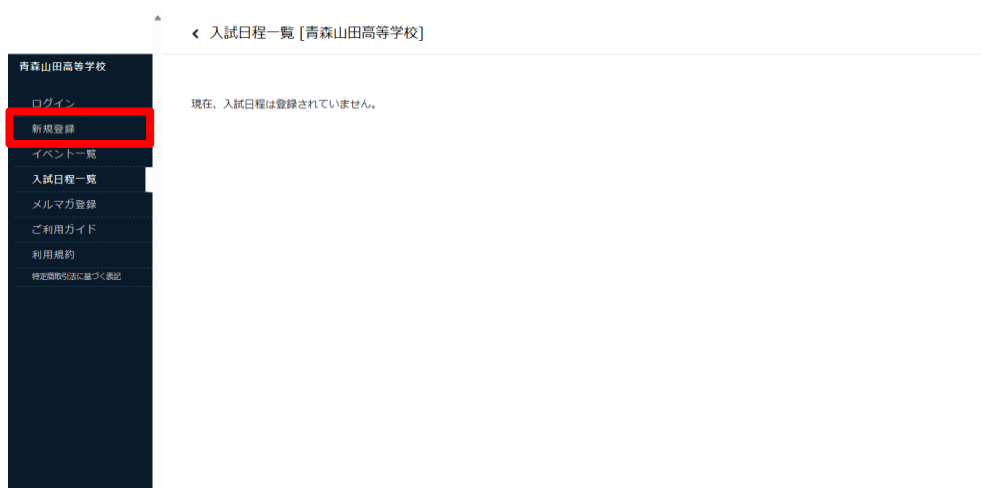 入試日程一覧 [青森山田高等学校]
青森山田高等学校
現在、入試日程は登録されていません。
ログイン
新規登録
イベント一覧
入試日程一覧
メルマガ登録
ご利用ガイド
利用規約
特定商取引法に基づく表記